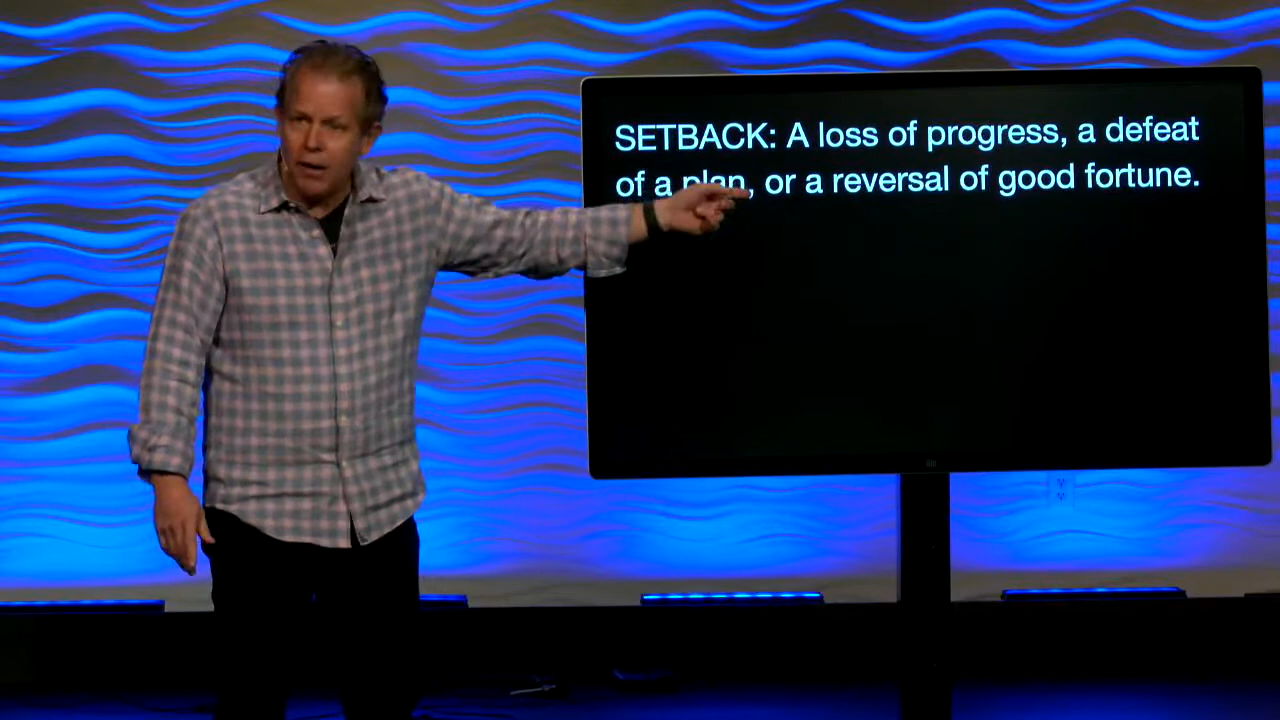 SETBACK: A loss of progress, a defeat
of a plan, or a reversal of good fortune.